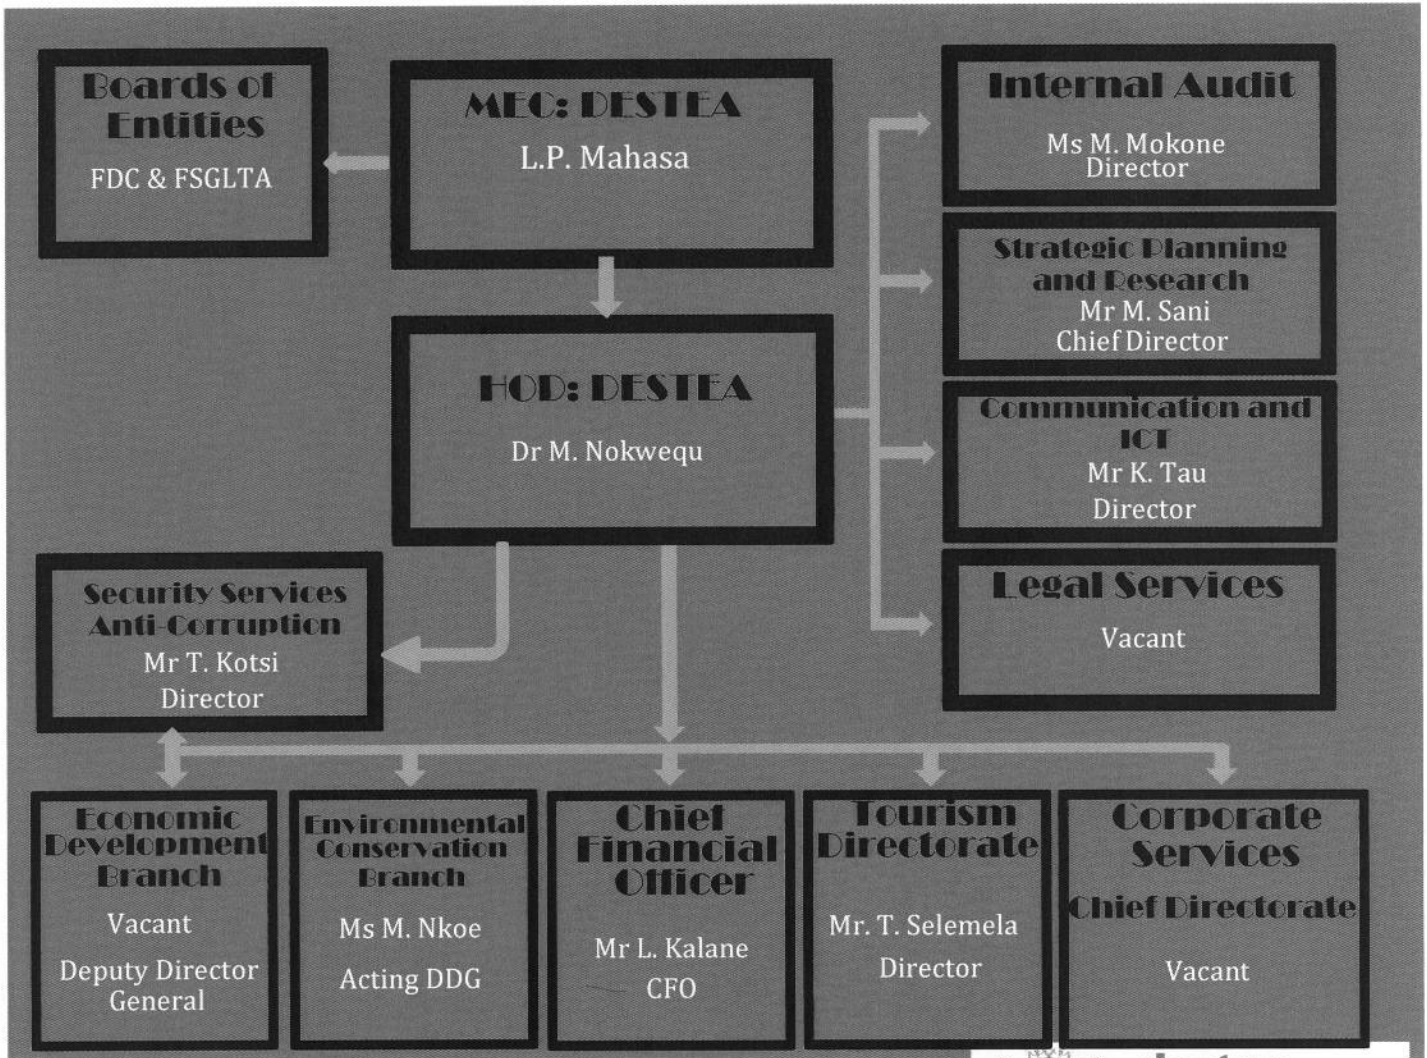 Boards of
Entities
FDC & FSGLTA
MEC: DESTEA
L.P. Mahasa
Internal Audit
Ms M. Mokone
Director
Strategic Planning
and Research
Mr M. Sani
Chief Director
HOD: DESTEA
Dr M. Nokwequ
Communication and
ICT
Mr K. Tau
Director
Legal Services
Vacant
Security Services
Anti-Corruption
Mr T. Kotsi
Director
Economic
Development
Branch
Vacant
Deputy Director
General
Environmental
Conservation
Branch
Ms M. Nkoe
Acting DDG
Chief
Financial
Officer
Mr L. Kalane
CFO
Tourism
Directorate
Mr. T. Selemela
Director
Corporate
Services
Chief Directorate
Vacant